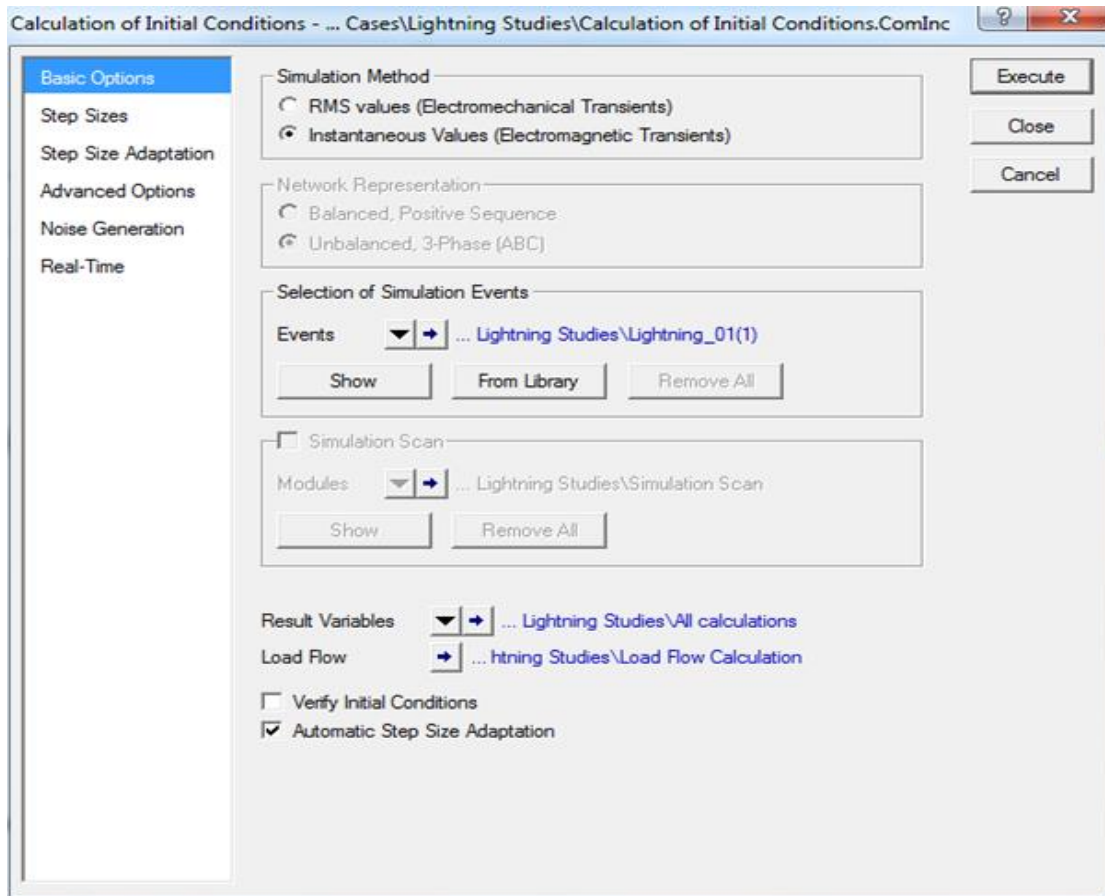 Calculation of Initial Conditions - ... Cases\Lightning Studies\Calculation of Initial Conditions.ComInc
Basic Options
Step Sizes
Step Size Adaptation
Advanced Options
Noise Generation
Real-Time
Simulation Method
RMS values (Electromechanical Transients)
Instantaneous Values (Electromagnetic Transients)
Network Representation
Balanced, Positive Sequence
Unbalanced, 3-Phase (ABC)
Selection of Simulation Events
Events ... Lightning Studies\Lightning_01(1)
Show From Library Remove All
Simulation Scan
Modules ... Lightning Studies\Simulation Scan
Show Remove All
Result Variables ... Lightning Studies\All calculations
Load Flow ... htning Studies\Load Flow Calculation
Verify Initial Conditions
Automatic Step Size Adaptation
Execute
Close
Cancel